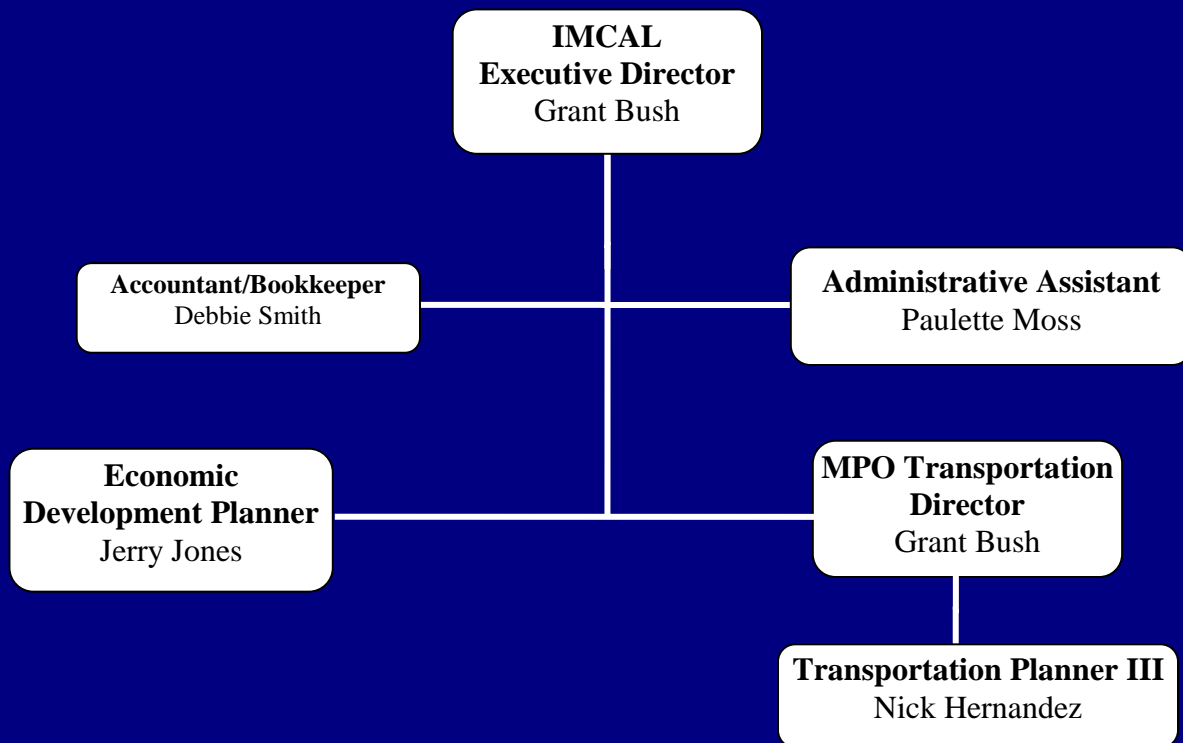 IMCAL
Executive Director
Grant Bush
Accountant/Bookkeeper
Debbie Smith
Administrative Assistant
Paulette Moss
Economic
Development Planner
Jerry Jones
MPO Transportation
Director
Grant Bush
Transportation Planner III
Nick Hernandez